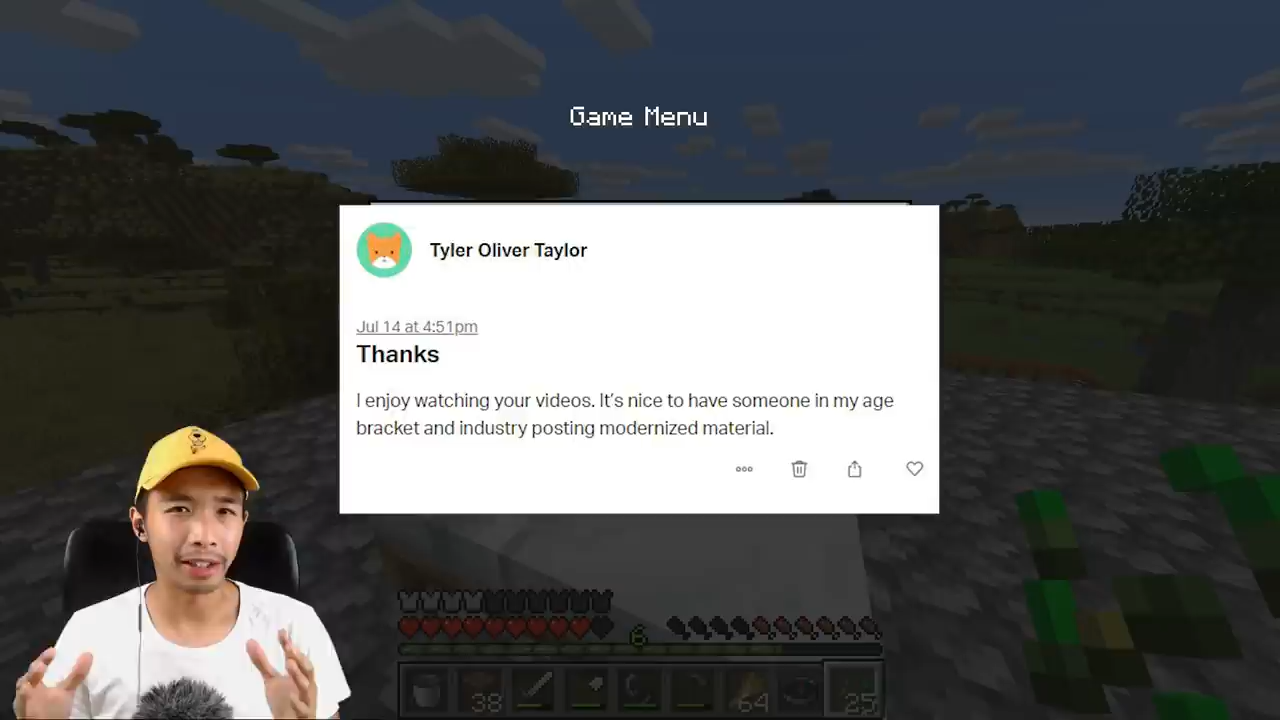 Game Menu
Tyler Oliver Taylor
Jul 14 at 4:51pm
Thanks
I enjoy watching your videos. It's nice to have someone in my age
bracket and industry posting modernized material.
6
38
64
25